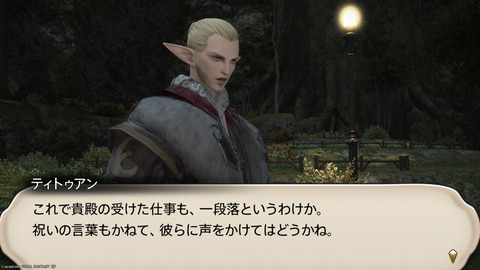 ティトゥアン
これで貴殿の受けた仕事も、一段落というわけか。
祝いの言葉もかねて、彼らに声をかけてはどうかね。